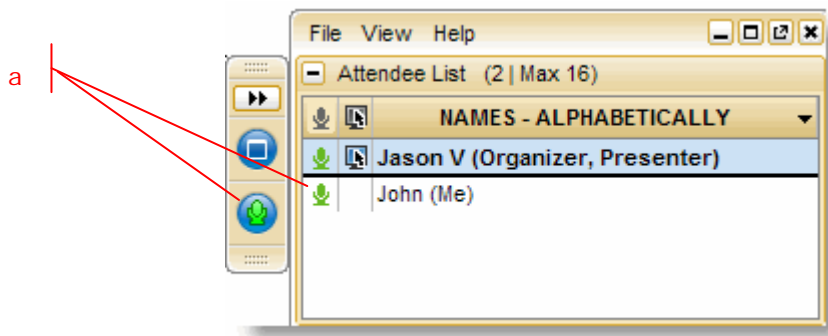 File View Help
a
Attendee List (2 | Max 16)
NAMES - ALPHABETICALLY
Jason V (Organizer, Presenter)
John (Me)